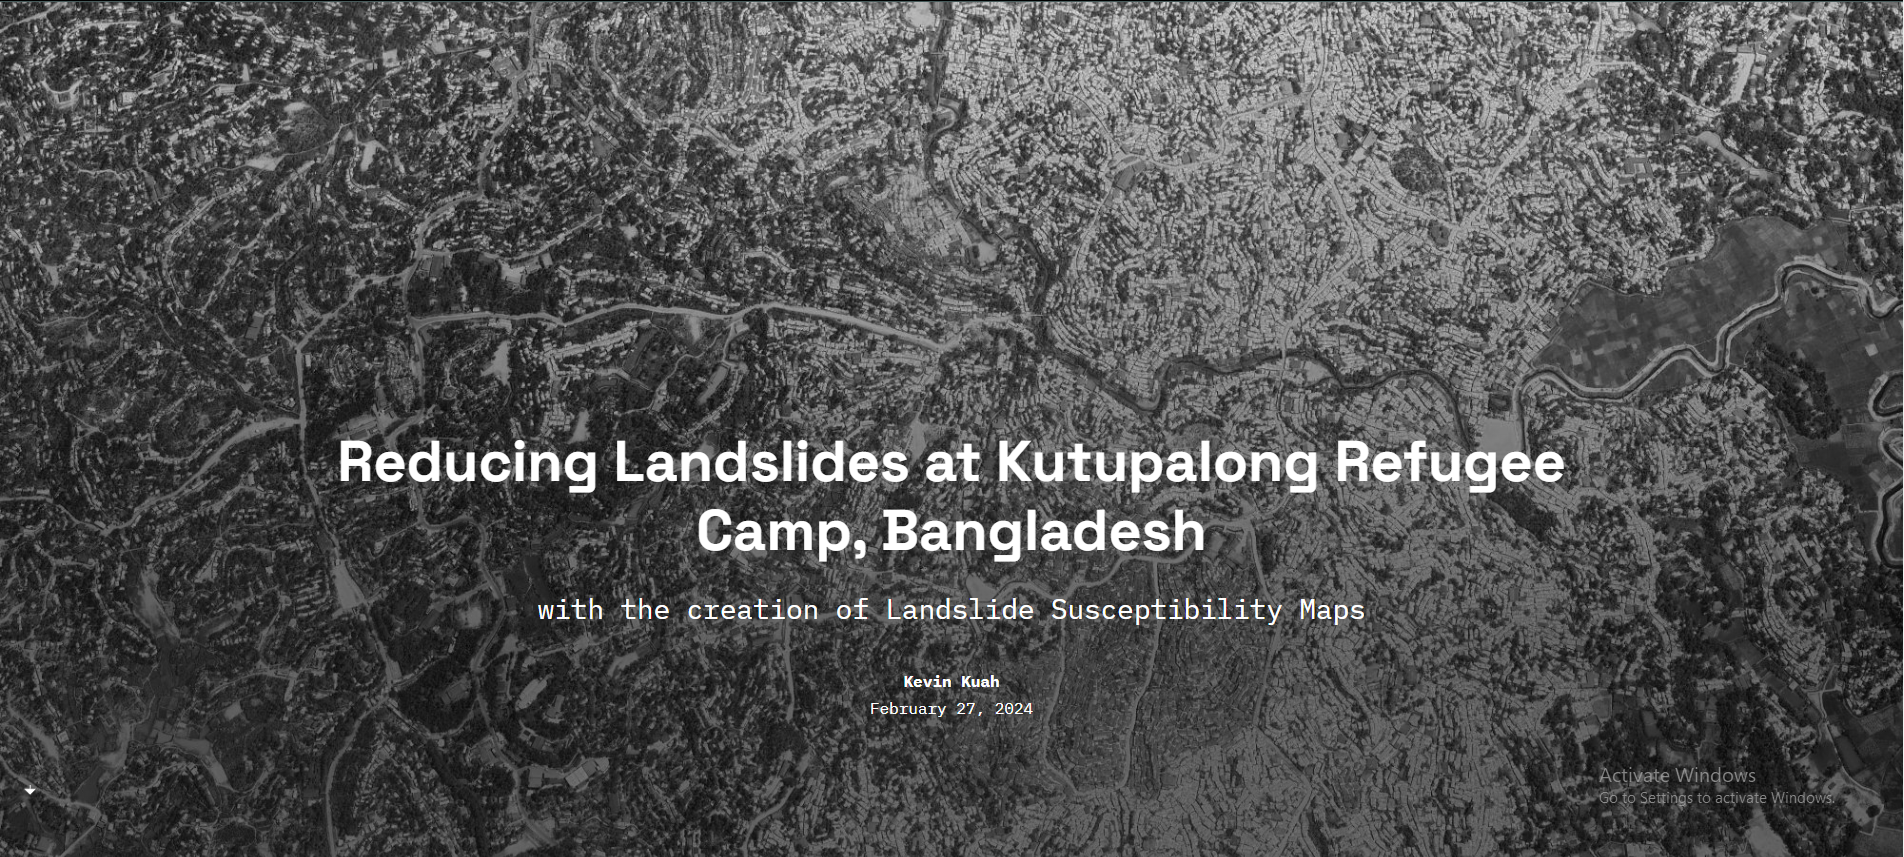 Reducing Landslides at Kutupalong Refugee
Camp, Bangladesh
with the creation of Landslide Susceptibility Maps
Kevin Kuah
February 27, 2024
Activate Windows
Go to Settings to activate Windows.